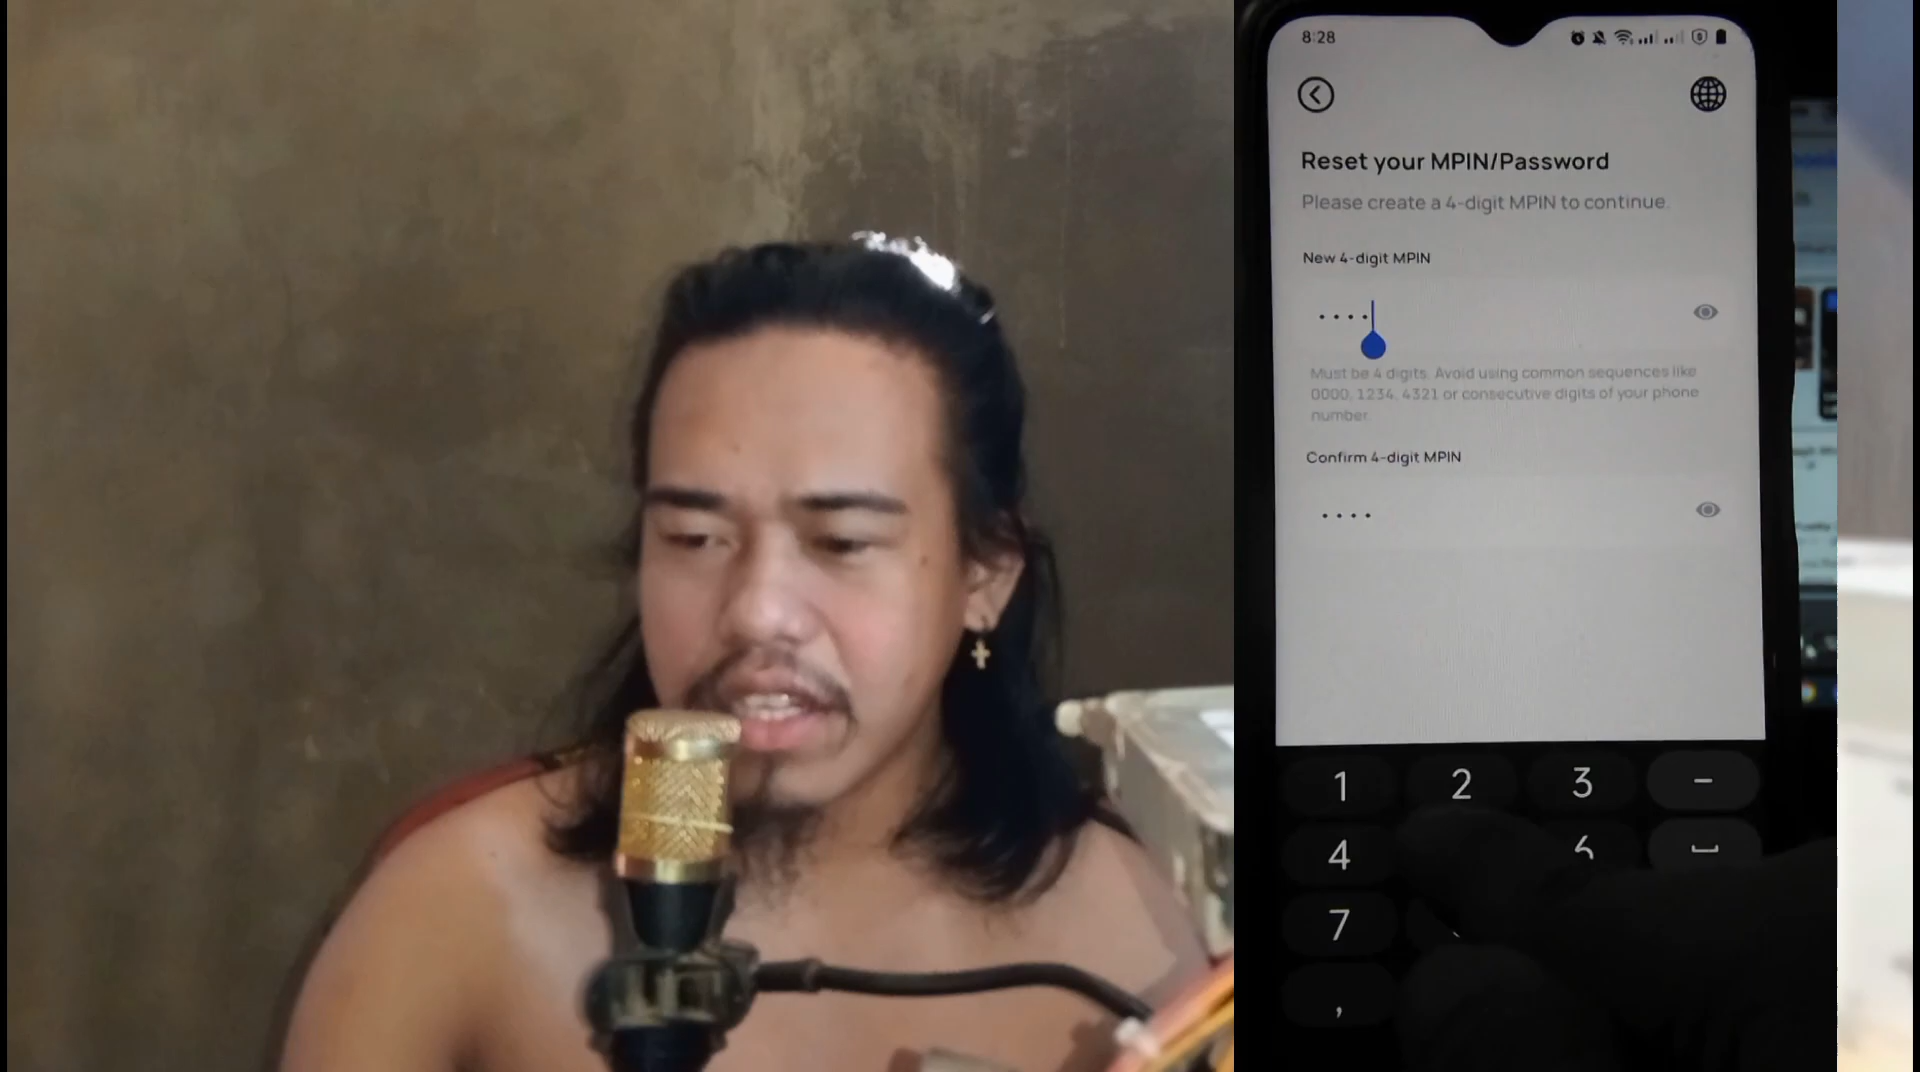 8:28
Reset your MPIN/Password
Please create a 4-digit MPIN to continue.
New 4-digit MPIN
••••
Must be 4 digits. Avoid using common sequences like
0000, 1234, 4321 or consecutive digits of your phone
number.
Confirm 4-digit MPIN
••••
1 2 3 -
4
7
,